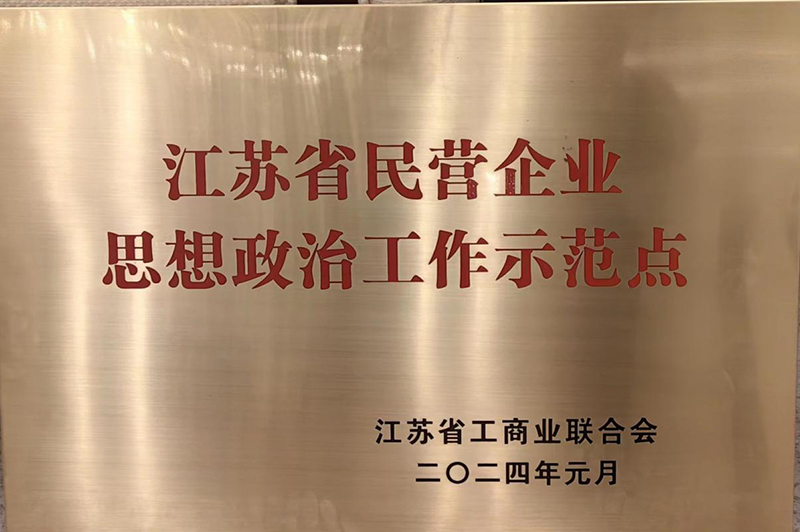 江苏省民营企业
思想政治工作示范点
江苏省工商业联合会
二〇二四年元月